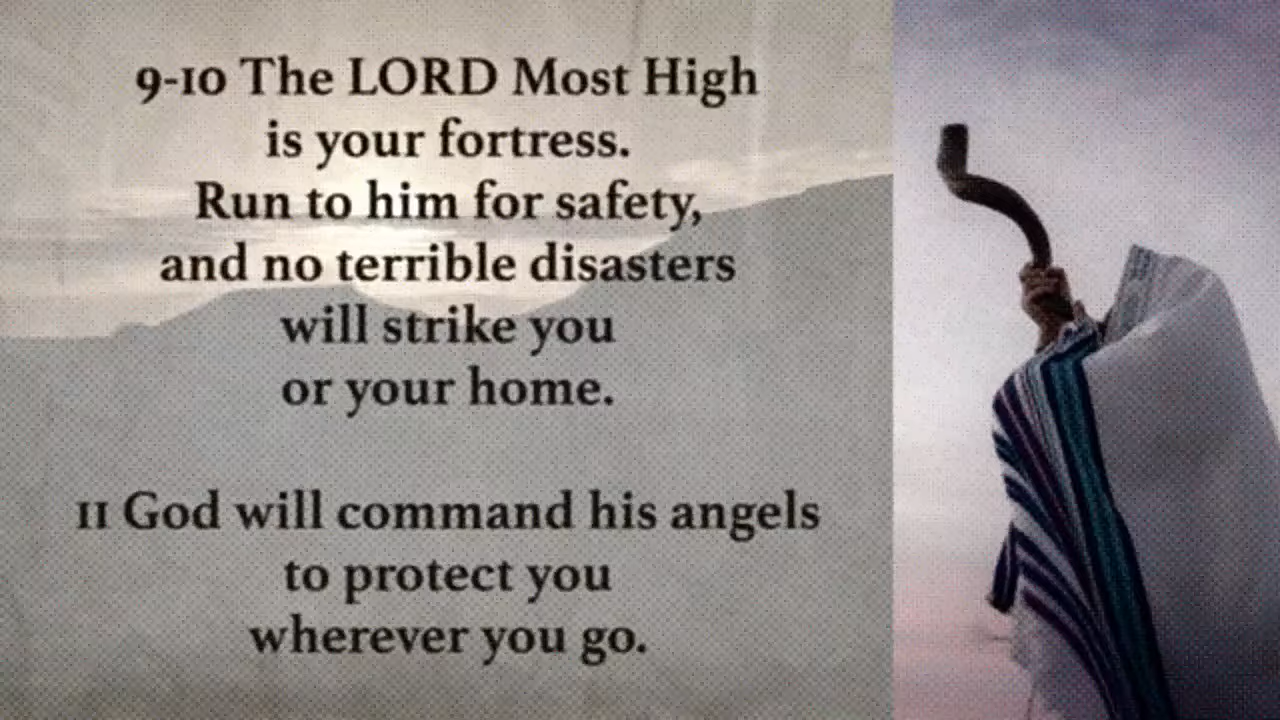 9-10 The LORD Most High
is your fortress.
Run to him for safety,
and no terrible disasters
will strike you
or your home.
11 God will command his angels
to protect you
wherever you go.